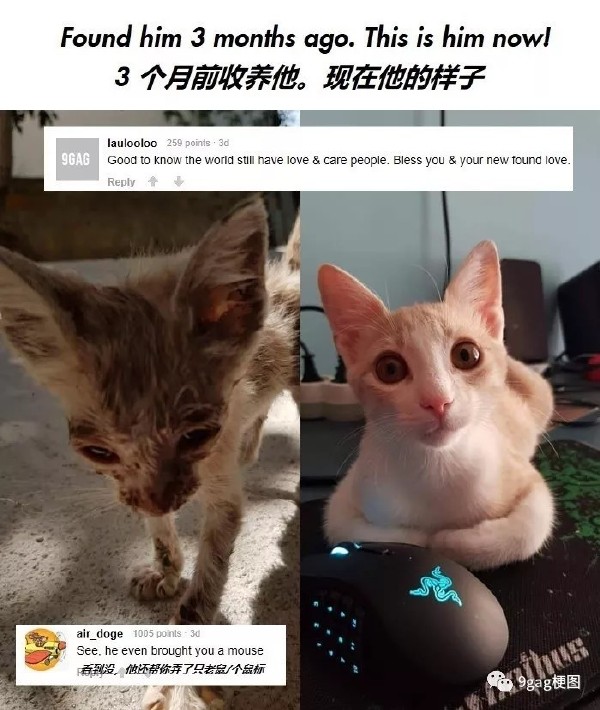 Found him 3 months ago. This is him now!
3 个月前收养他。现在他的样子
9GAG
laulooloo 259 points · 3d
Good to know the world still have love & care people. Bless you & your new found love.
Reply
air_doge 1005 points · 3d
See, he even brought you a mouse
看到没，他还帮你弄了只老鼠/个鼠标
Reply
9gag梗图